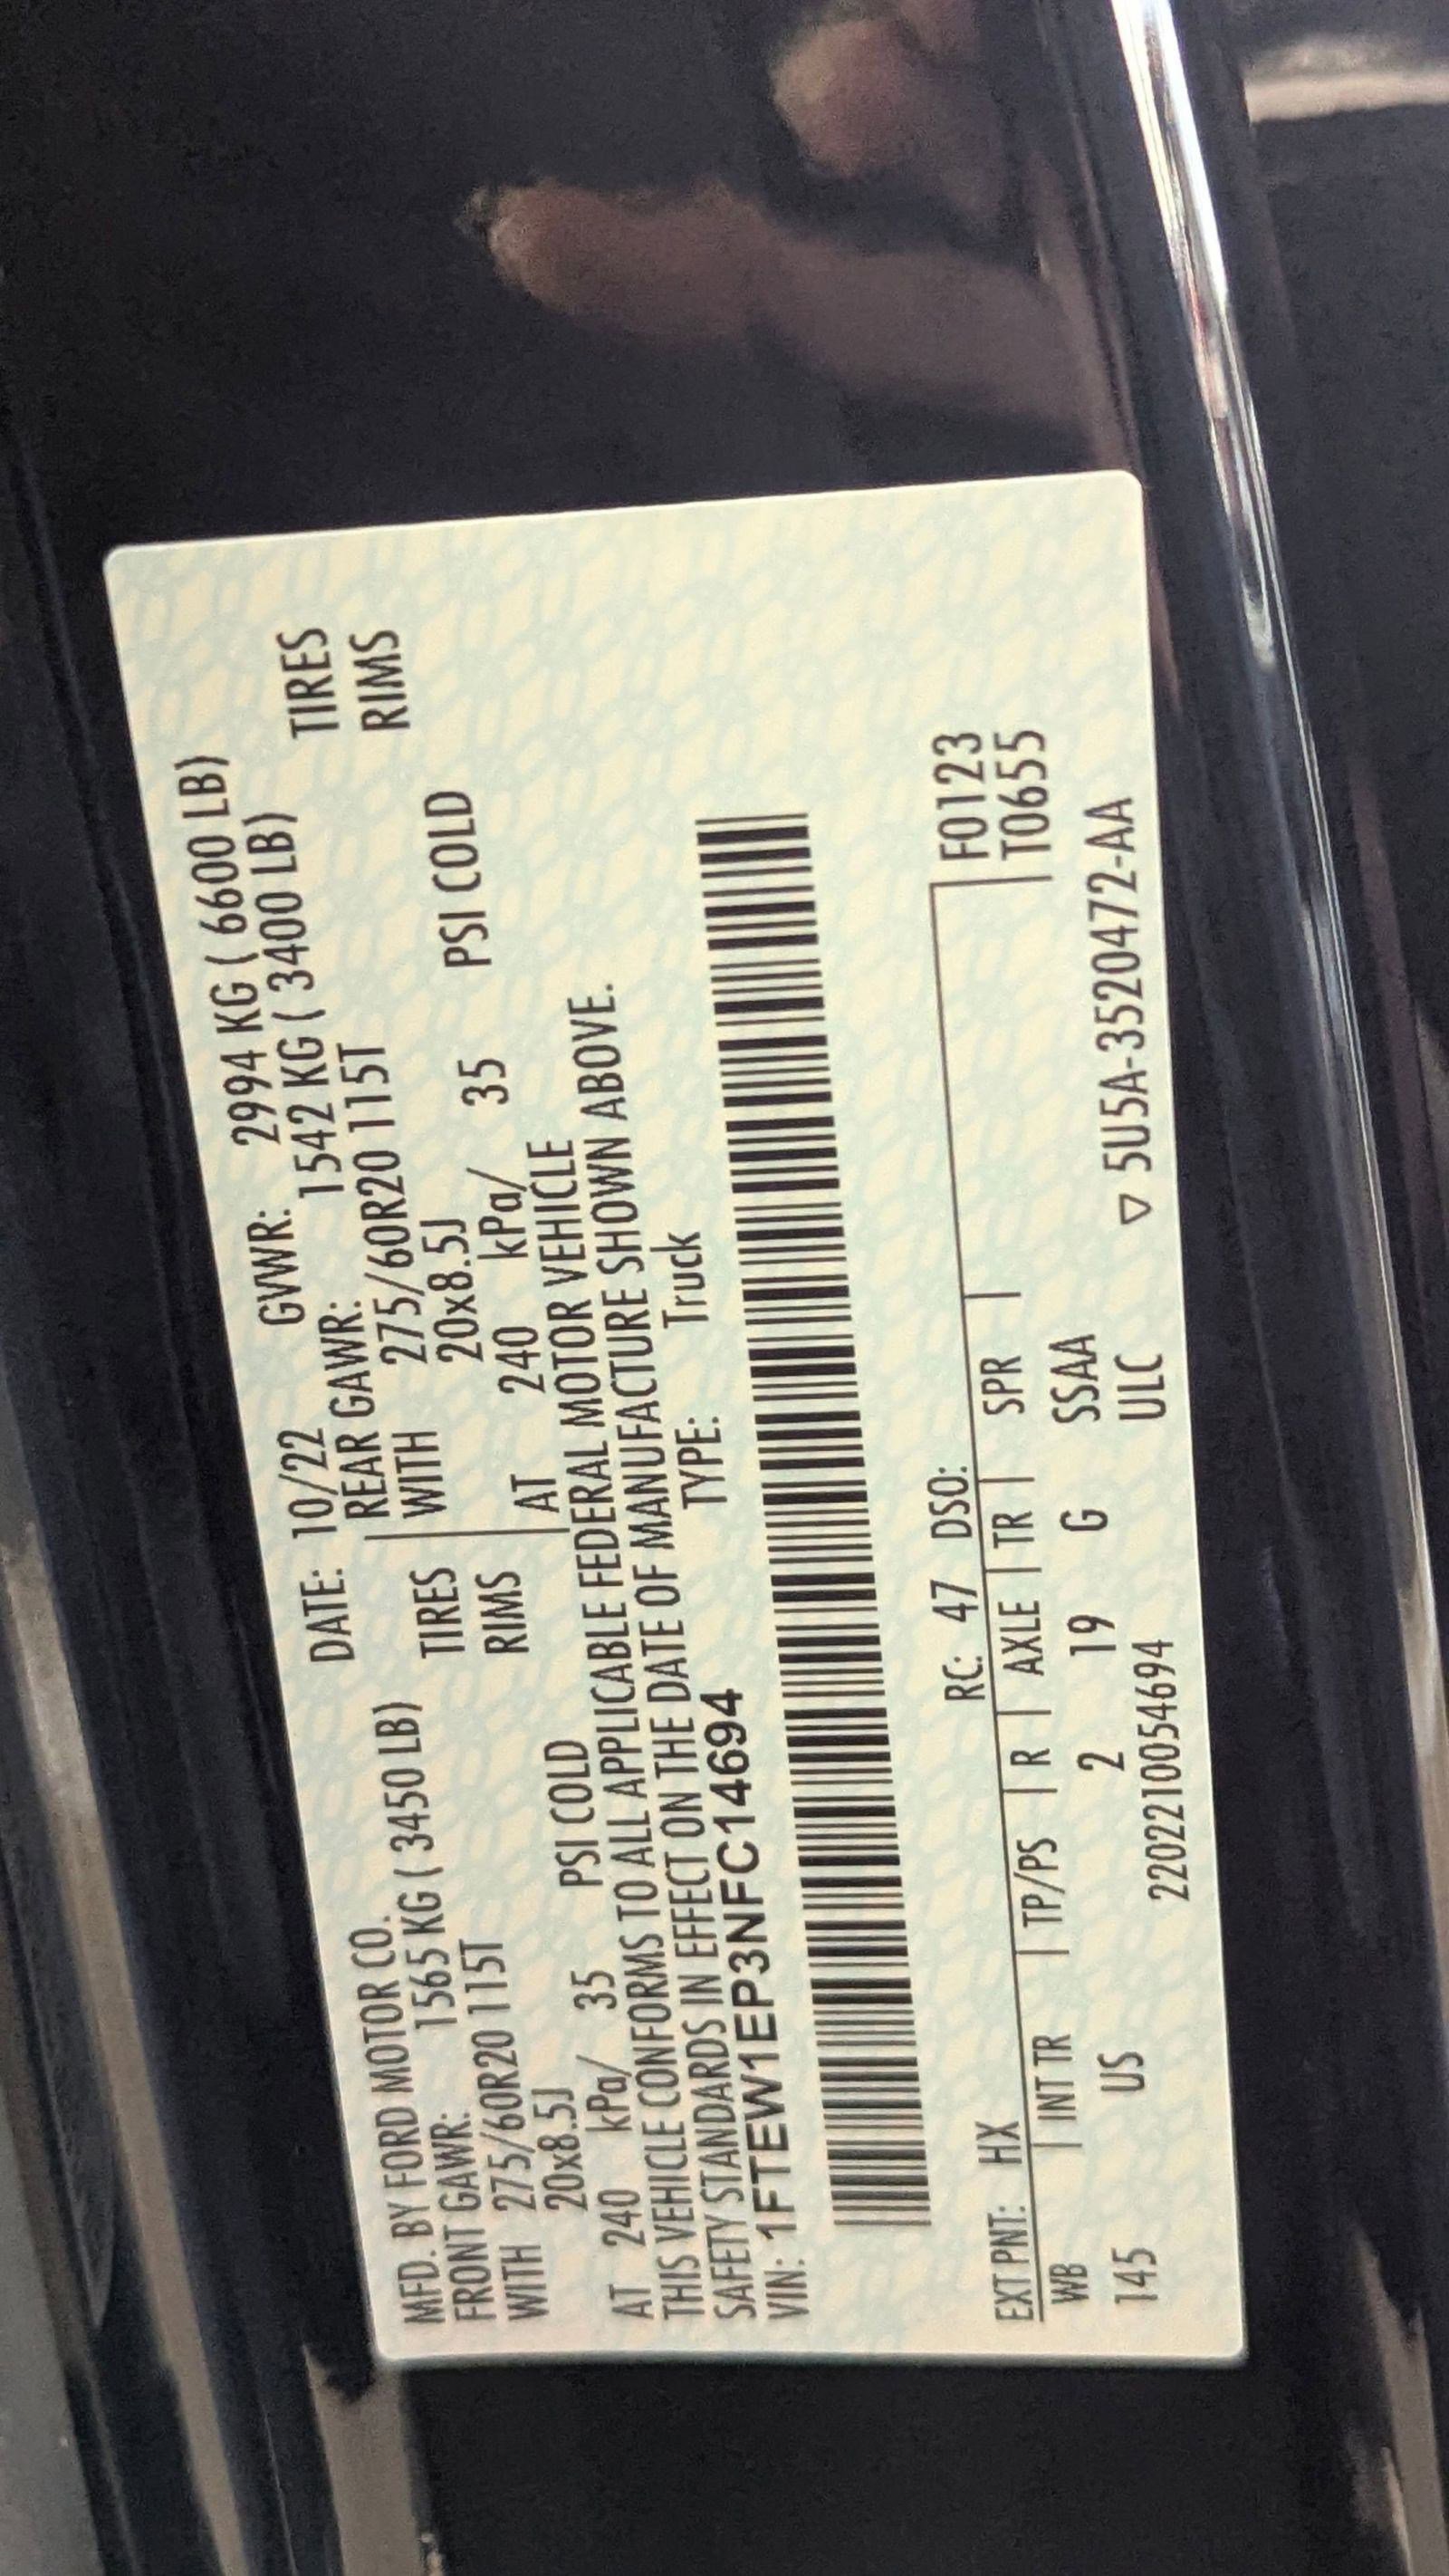 MFD. BY FORD MOTOR CO. DATE: 10/22 GVWR: 2994 KG ( 6600 LB)
FRONT GAWR: 1565 KG ( 3450 LB) REAR GAWR: 1542 KG ( 3400 LB)
WITH 275/60R20 115T TIRES WITH 275/60R20 115T TIRES
20x8.5J RIMS 20x8.5J RIMS
AT 240 kPa/ 35 PSI COLD AT 240 kPa/ 35 PSI COLD
THIS VEHICLE CONFORMS TO ALL APPLICABLE FEDERAL MOTOR VEHICLE
SAFETY STANDARDS IN EFFECT ON THE DATE OF MANUFACTURE SHOWN ABOVE.
VIN: 1FTEW1EP3NFC14694 TYPE: Truck
EXT PNT: HX RC: 47 DSO: F0123
WB | INT TR | TP/PS | R | AXLE | TR | SPR | T0655
145 US 2 19 G SSAA
ULC ▽ 5U5A-3520472-AA
2202210054694